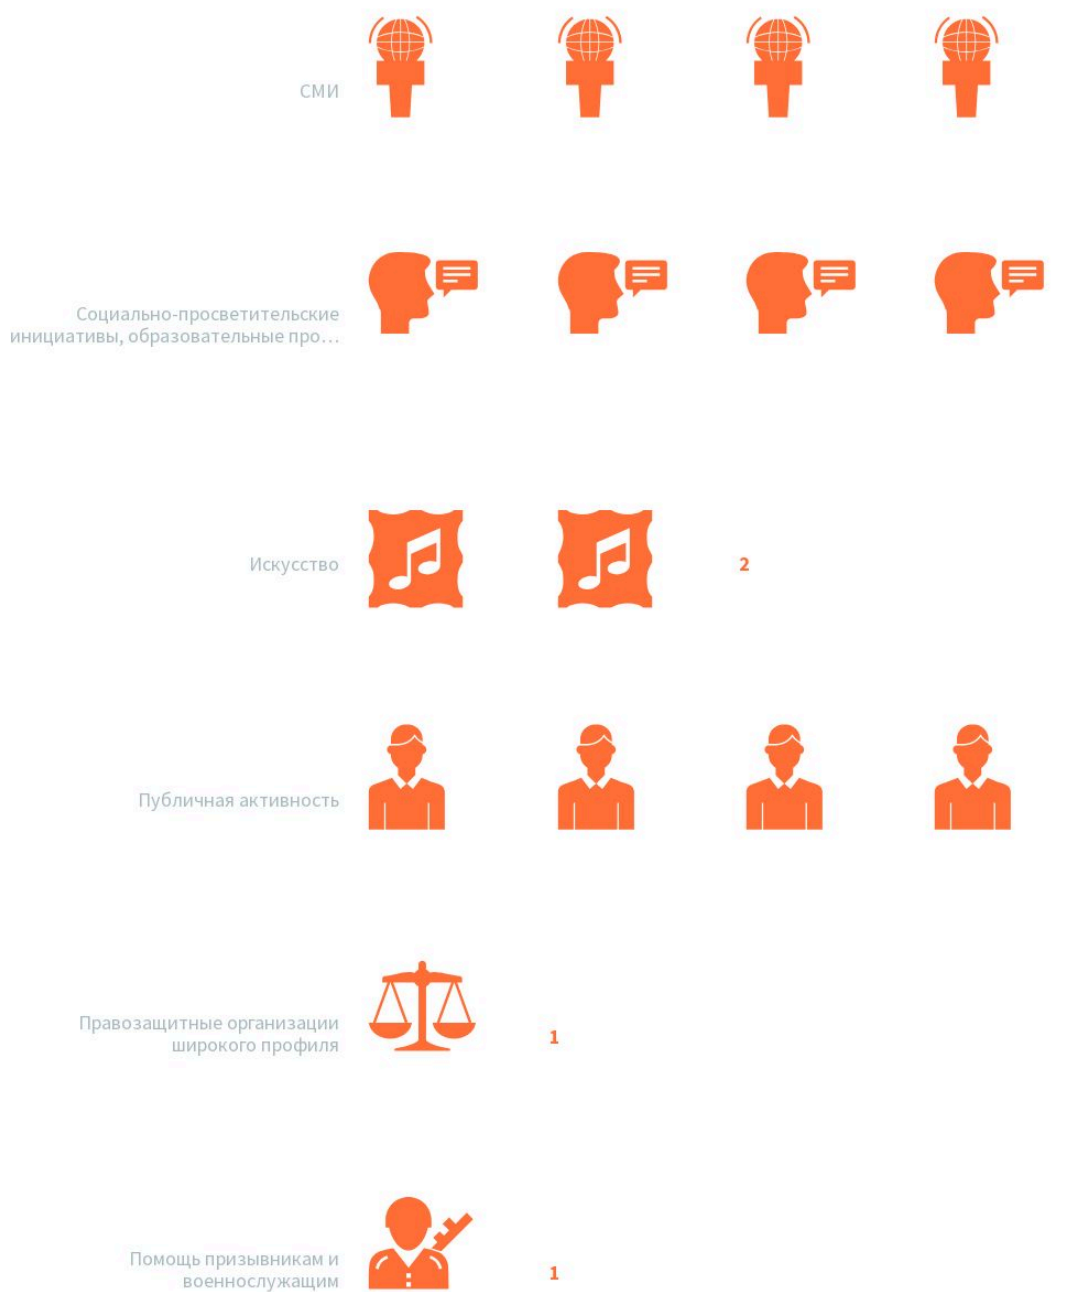 СМИ
Социально-просветительские
инициативы, образовательные про…
Искусство
2
Публичная активность
Правозащитные организации
широкого профиля
1
Помощь призывникам и
военнослужащим
1